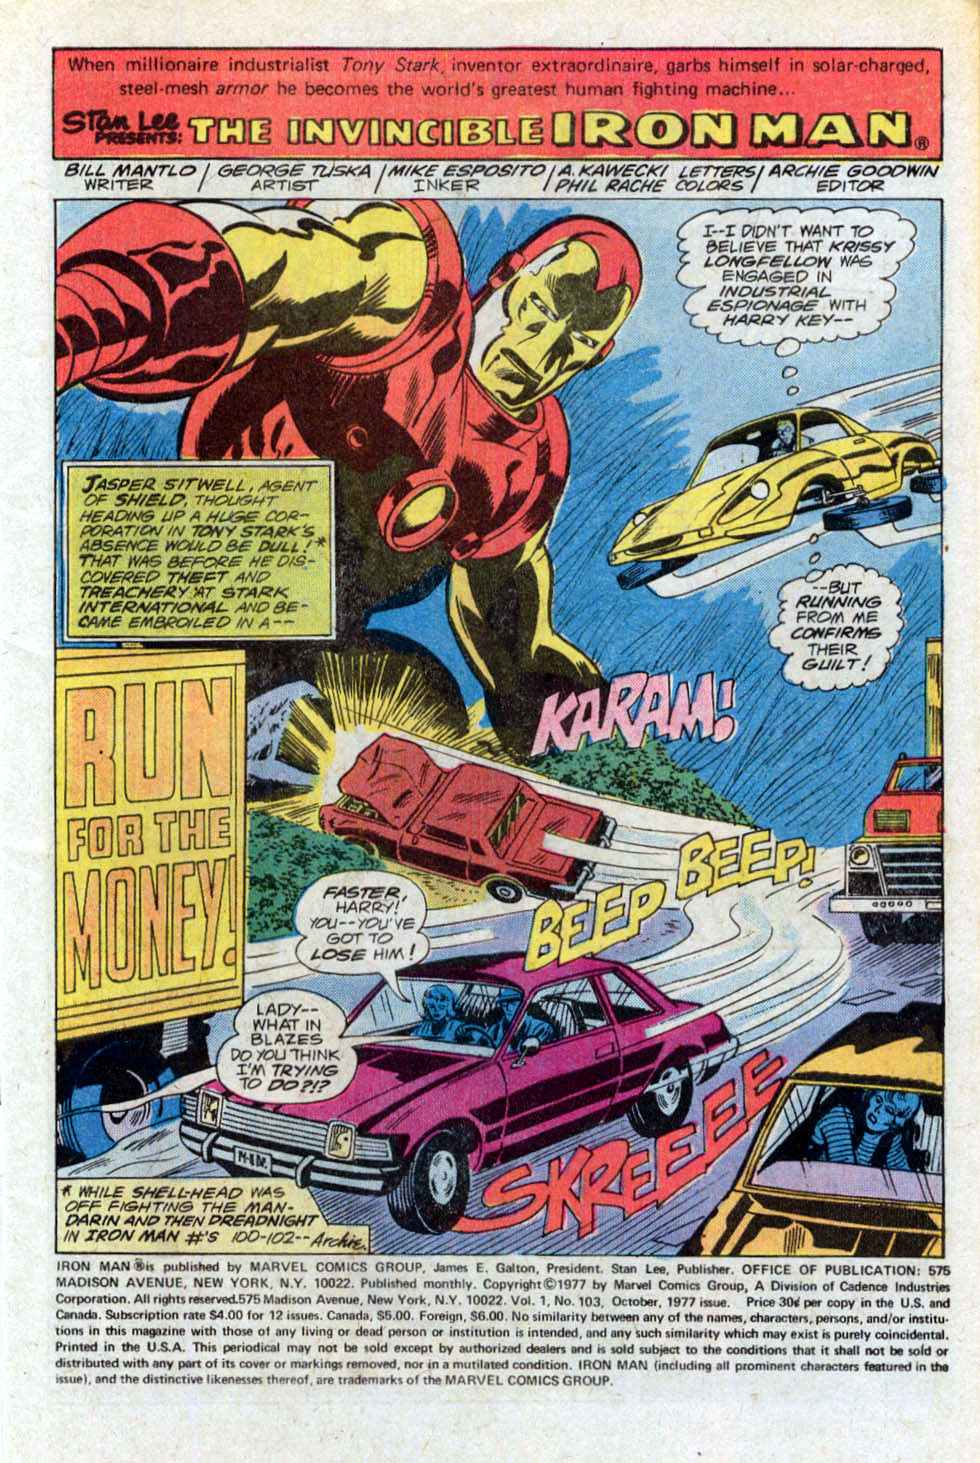 When millionaire industrialist Tony Stark, inventor extraordinaire, garbs himself in solar-charged,
steel-mesh armor he becomes the world's greatest human fighting machine...
Stan Lee
PRESENTS:
THE INVINCIBLE IRON MAN®
BILL MANTLO
WRITER
GEORGE TUSKA
ARTIST
MIKE ESPOSITO
INKER
A. KAWECKI LETTERS
PHIL RACHE COLORS
ARCHIE GOODWIN
EDITOR
I--I DIDN'T WANT TO
BELIEVE THAT KRISSY
LONGFELLOW WAS
ENGAGED IN
INDUSTRIAL
ESPIONAGE WITH
HARRY KEY--
JASPER SITWELL, AGENT
OF SHIELD, THOUGHT
HEADING UP A HUGE COR-
PORATION IN TONY STARK'S
ABSENCE WOULD BE DULL!*
THAT WAS BEFORE HE DIS-
COVERED THEFT AND
TREACHERY AT STARK
INTERNATIONAL AND BE-
CAME EMBROILED IN A--
--BUT
RUNNING
FROM ME
CONFIRMS
THEIR
GUILT!
RUN
FOR THE
MONEY!
KARAM!
BEEP BEEP!
FASTER,
HARRY!
YOU--YOU'VE
GOT TO
LOSE HIM!
LADY--
WHAT IN
BLAZES
DO YOU THINK
I'M TRYING
TO DO?!?
SKREEEE
* WHILE SHELL-HEAD WAS
OFF FIGHTING THE MAN-
DARIN AND THEN DREADNIGHT
IN IRON MAN #'S 100-102--Archie.
IRON MAN ® is published by MARVEL COMICS GROUP, James E. Galton, President. Stan Lee, Publisher. OFFICE OF PUBLICATION: 575
MADISON AVENUE, NEW YORK, N.Y. 10022. Published monthly. Copyright © 1977 by Marvel Comics Group, A Division of Cadence Industries
Corporation. All rights reserved.575 Madison Avenue, New York, N.Y. 10022. Vol. 1, No. 103, October, 1977 issue. Price 30¢ per copy in the U.S. and
Canada. Subscription rate $4.00 for 12 issues. Canada, $5.00. Foreign, $6.00. No similarity between any of the names, characters, persons, and/or institu-
tions in this magazine with those of any living or dead person or institution is intended, and any such similarity which may exist is purely coincidental.
Printed in the U.S.A. This periodical may not be sold except by authorized dealers and is sold subject to the conditions that it shall not be sold or
distributed with any part of its cover or markings removed, nor in a mutilated condition. IRON MAN (including all prominent characters featured in the
issue), and the distinctive likenesses thereof, are trademarks of the MARVEL COMICS GROUP.